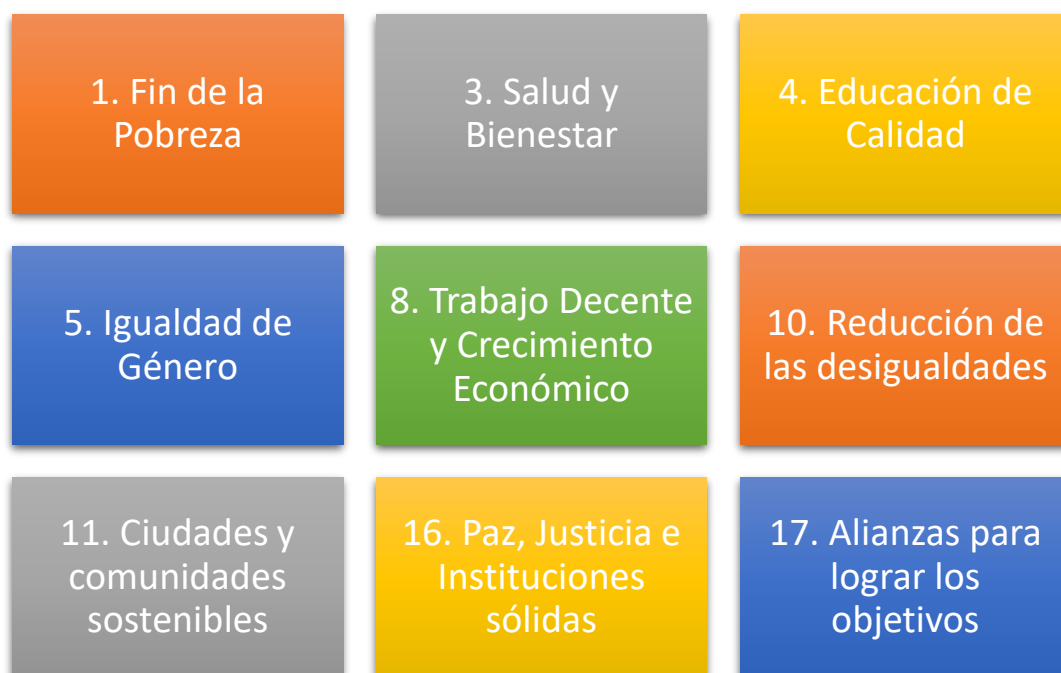 1. Fin de la
Pobreza
3. Salud y
Bienestar
4. Educación de
Calidad
5. Igualdad de
Género
8. Trabajo Decente
y Crecimiento
Económico
10. Reducción de
las desigualdades
11. Ciudades y
comunidades
sostenibles
16. Paz, Justicia e
Instituciones
sólidas
17. Alianzas para
lograr los
objetivos